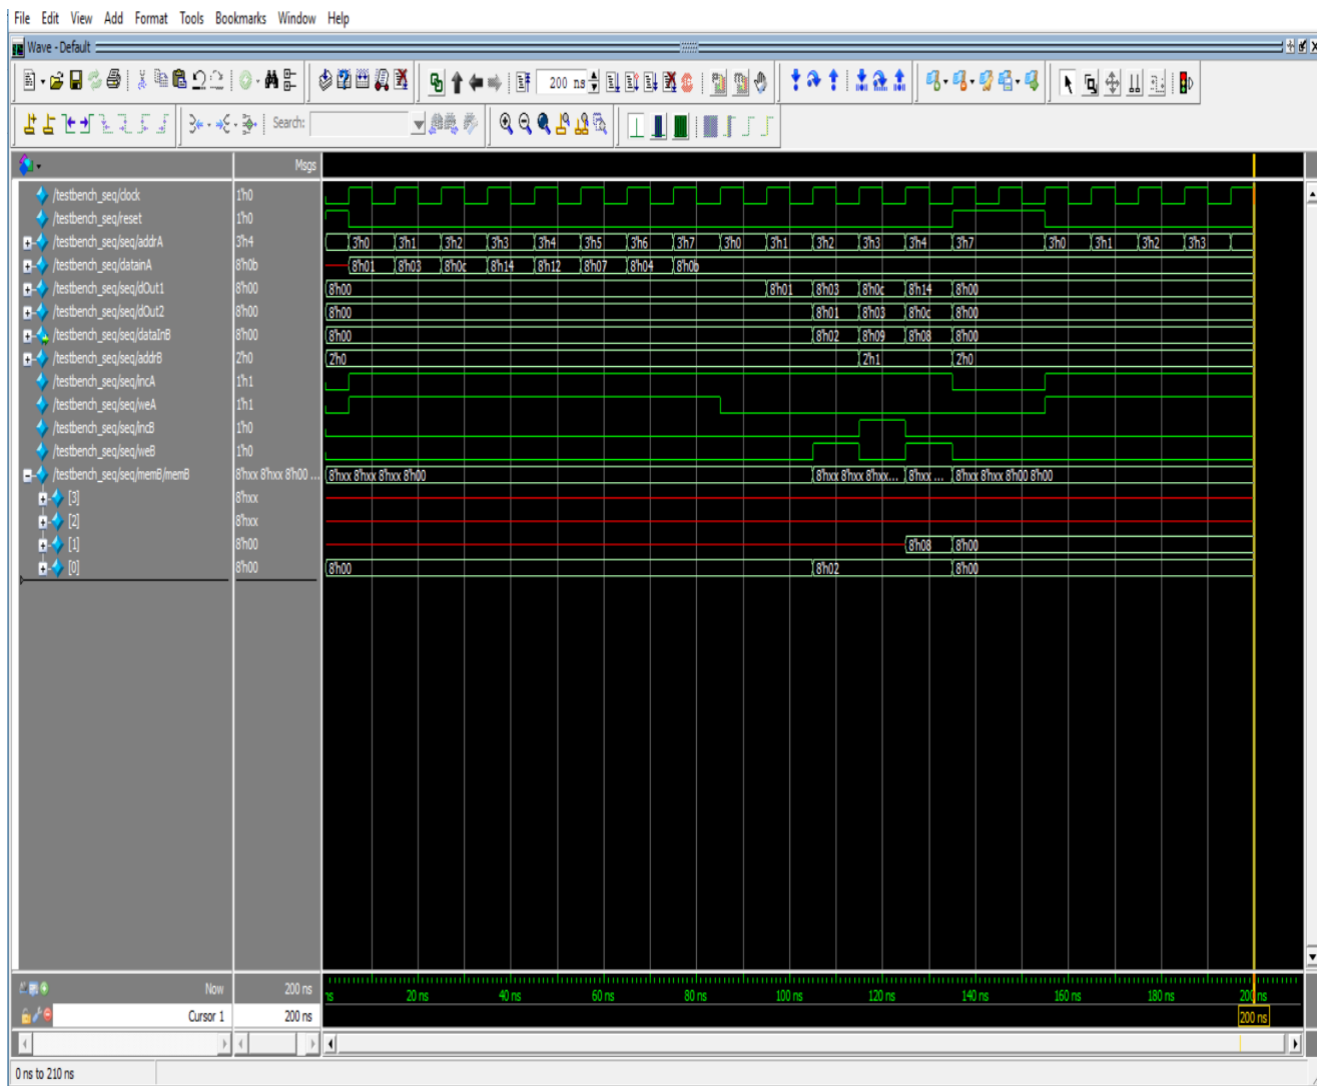 File Edit View Add Format Tools Bookmarks Window Help
Wave - Default
200 ns
Search:
Msgs
/testbench_seq/clock 1'h0
/testbench_seq/reset 1'h0
/testbench_seq/seq/addrA 3'h4 3'h0 3'h1 3'h2 3'h3 3'h4 3'h5 3'h6 3'h7 3'h0 3'h1 3'h2 3'h3 3'h4 3'h7 3'h0 3'h1 3'h2 3'h3
/testbench_seq/seq/datainA 8'h0b 8'h01 8'h03 8'h0c 8'h14 8'h12 8'h07 8'h04 8'h0b
/testbench_seq/seq/dOut1 8'h00 8'h00 8'h01 8'h03 8'h0c 8'h14 8'h00
/testbench_seq/seq/dOut2 8'h00 8'h00 8'h01 8'h03 8'h0c 8'h00
/testbench_seq/seq/dataInB 8'h00 8'h00 8'h02 8'h09 8'h08 8'h00
/testbench_seq/seq/addrB 2'h0 2'h0 2'h1 2'h0
/testbench_seq/seq/incA 1'h1
/testbench_seq/seq/weA 1'h1
/testbench_seq/seq/incB 1'h0
/testbench_seq/seq/weB 1'h0
/testbench_seq/seq/memB/memB 8'hxx 8'hxx 8'h00 ... 8'hxx 8'hxx 8'hxx 8'h00 8'hxx 8'hxx 8'hxx... 8'hxx ... 8'hxx 8'hxx 8'h00 8'h00
[3] 8'hxx
[2] 8'hxx
[1] 8'h00 8'h08 8'h00
[0] 8'h00 8'h00 8'h02 8'h00
Now 200 ns ns 20 ns 40 ns 60 ns 80 ns 100 ns 120 ns 140 ns 160 ns 180 ns 200 ns
Cursor 1 200 ns 200 ns
0 ns to 210 ns